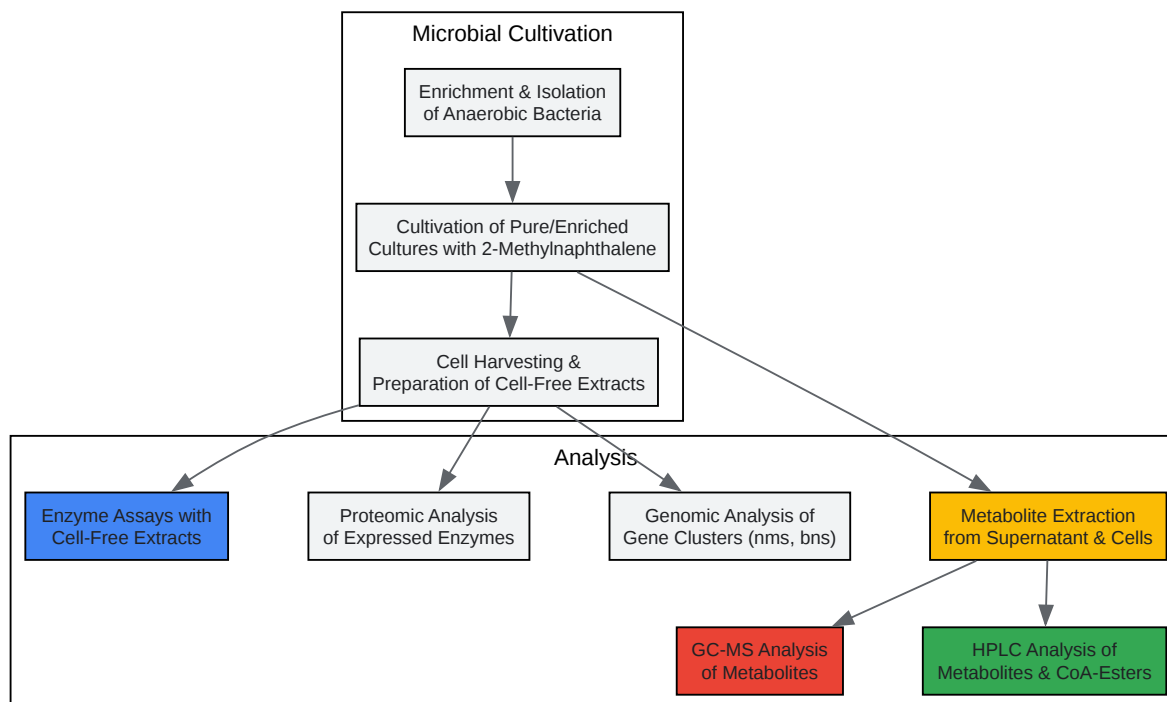 Microbial Cultivation
Enrichment & Isolation
of Anaerobic Bacteria
Cultivation of Pure/Enriched
Cultures with 2-Methylnaphthalene
Cell Harvesting &
Preparation of Cell-Free Extracts
Analysis
Enzyme Assays with
Cell-Free Extracts
Proteomic Analysis
of Expressed Enzymes
Genomic Analysis of
Gene Clusters (nms, bns)
Metabolite Extraction
from Supernatant & Cells
GC-MS Analysis
of Metabolites
HPLC Analysis of
Metabolites & CoA-Esters